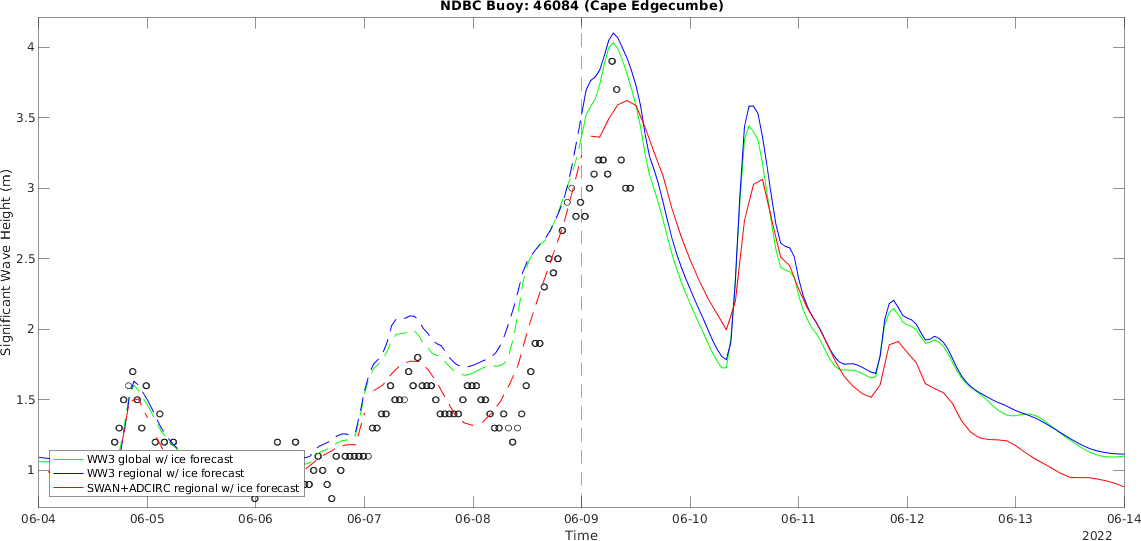 NDBC Buoy: 46084 (Cape Edgecumbe)
4
3.5
3
2.5
2
1.5
1
Significant Wave Height (m)
WW3 global w/ ice forecast
WW3 regional w/ ice forecast
SWAN+ADCIRC regional w/ ice forecast
06-04 06-05 06-06 06-07 06-08 06-09 06-10 06-11 06-12 06-13 06-14
Time 2022